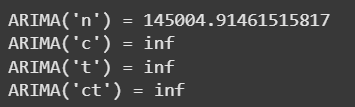 ARIMA('n') = 145004.91461515817
ARIMA('c') = inf
ARIMA('t') = inf
ARIMA('ct') = inf